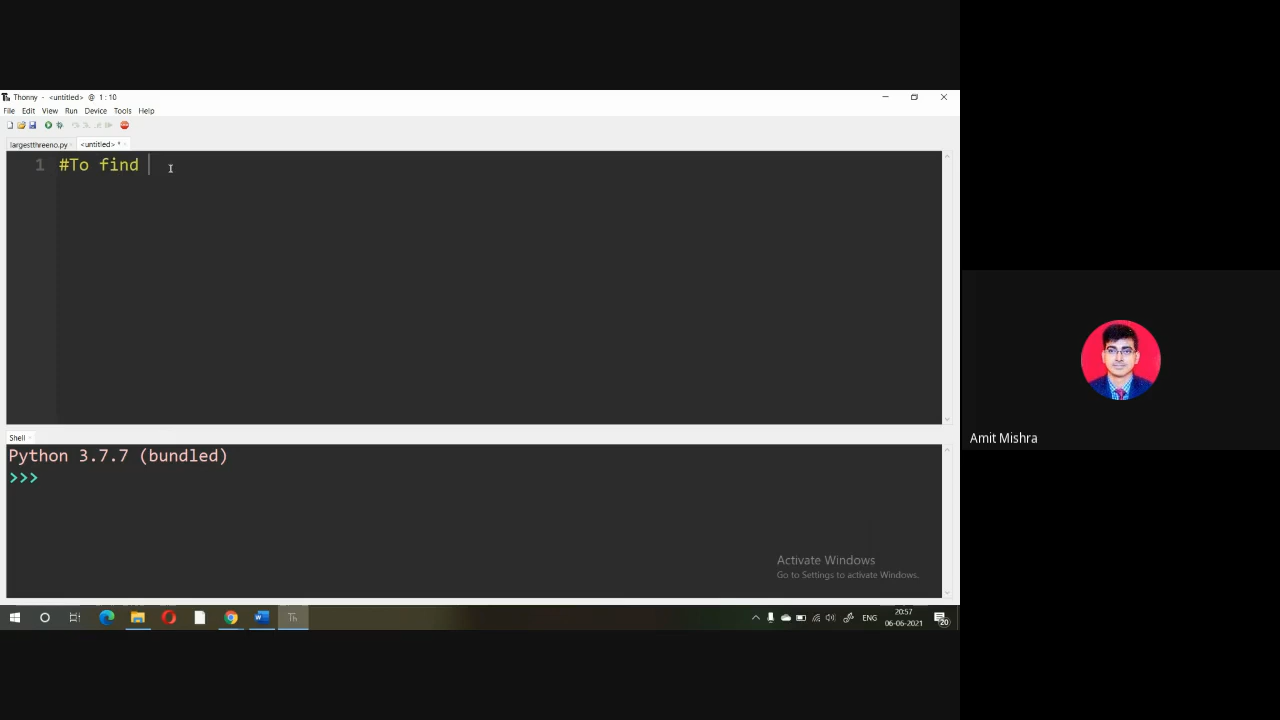 Thonny - <untitled> @ 1 : 10
File Edit View Run Device Tools Help
largestthreeno.py <untitled> *
1 #To find
Shell
Python 3.7.7 (bundled)
>>>
Activate Windows
Go to Settings to activate Windows.
ENG
20:57
06-06-2021
20
Amit Mishra